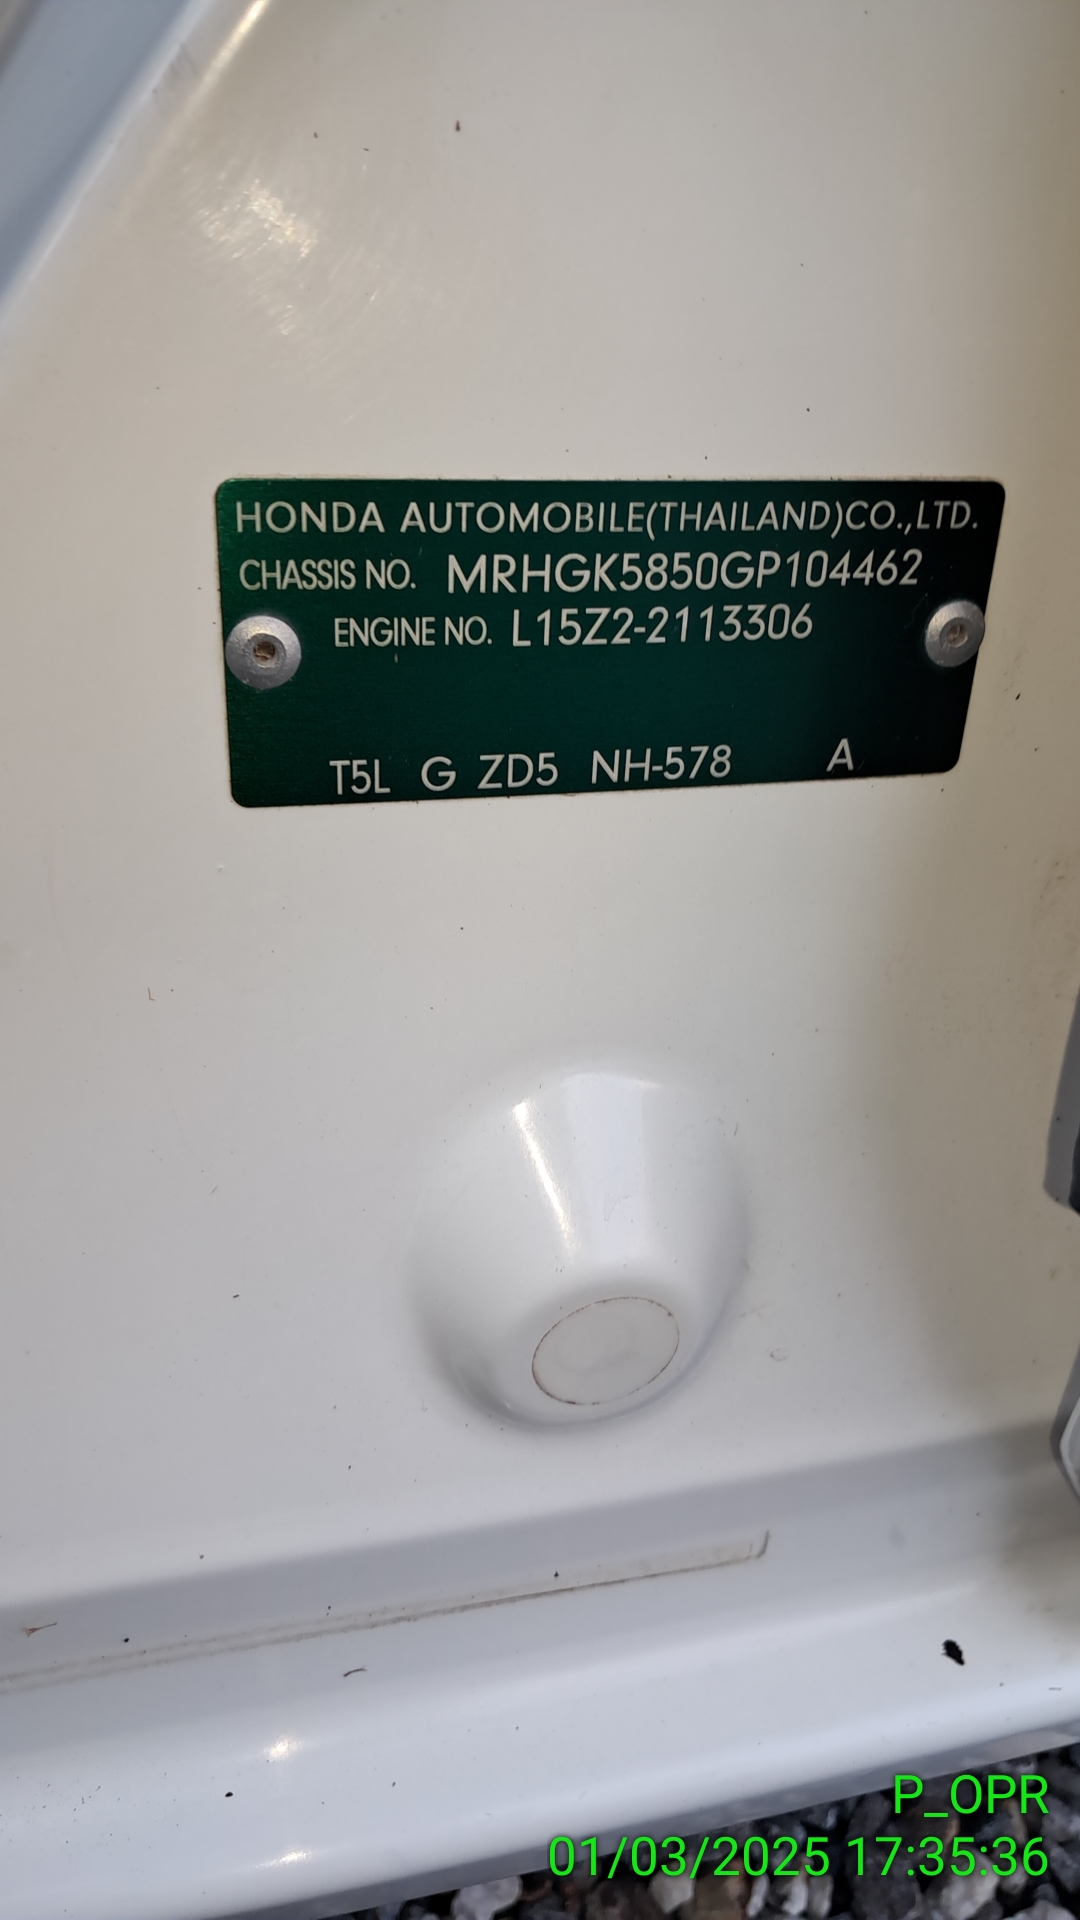 HONDA AUTOMOBILE(THAILAND)CO.,LTD.
CHASSIS NO. MRHGK5850GP104462
ENGINE NO. L15Z2-2113306
T5L G ZD5 NH-578 A
P_OPR
01/03/2025 17:35:36